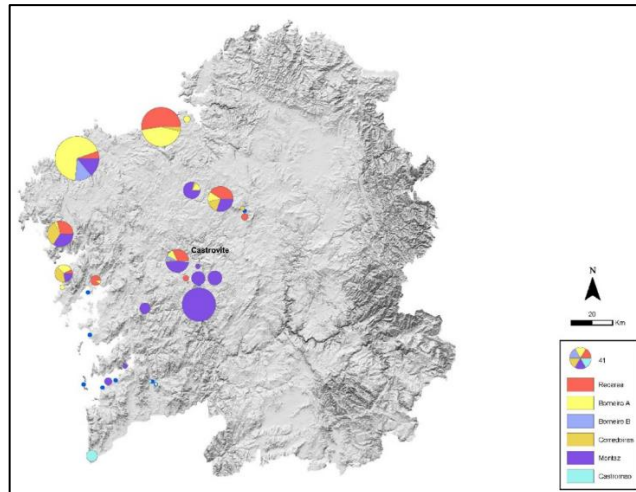 Castrovite
N
20
Km
41
Recarea
Borneiro A
Borneiro B
Corredoiras
Montaz
Castromao